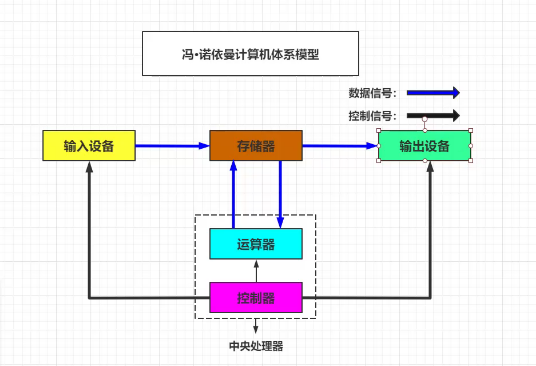 冯·诺依曼计算机体系模型
数据信号：
控制信号：
输入设备
存储器
输出设备
运算器
控制器
中央处理器